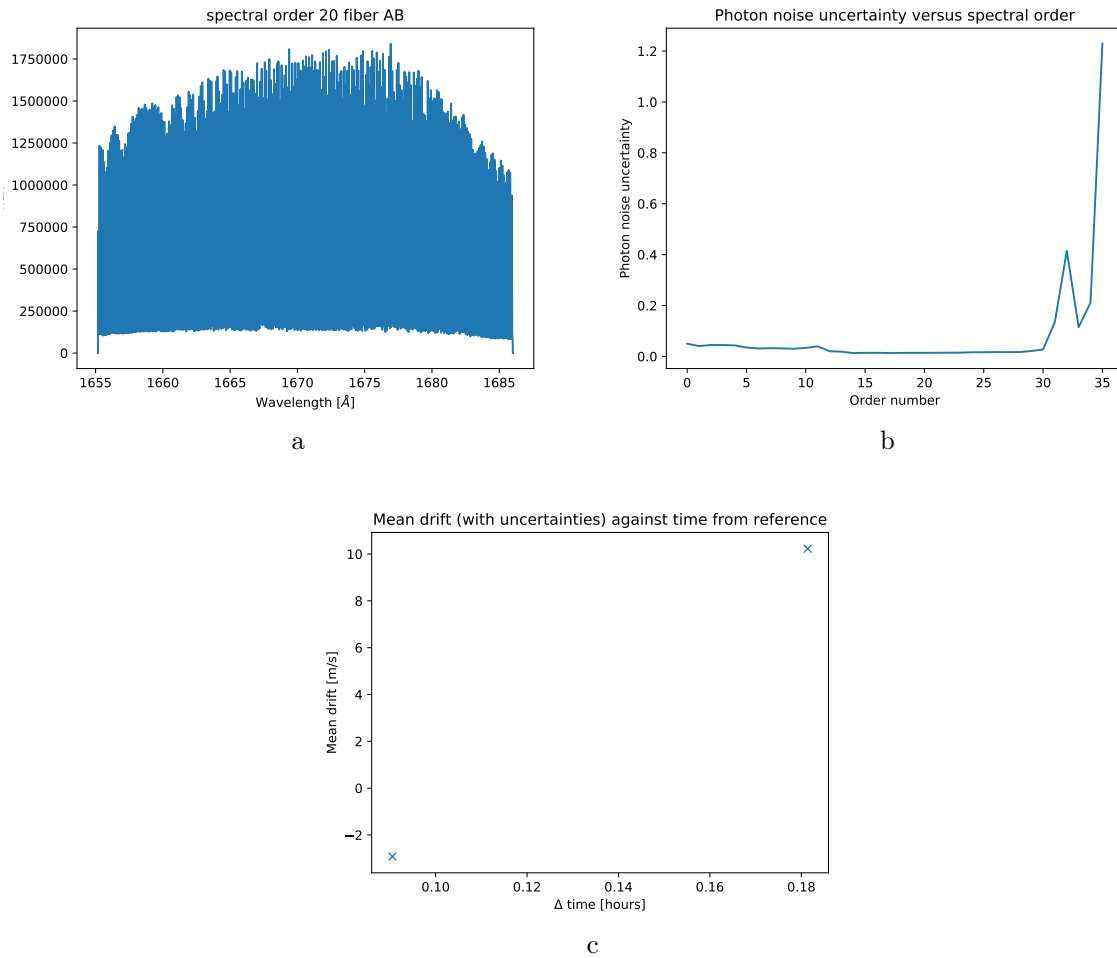 spectral order 20 fiber AB
1750000
1500000
1250000
1000000
750000
500000
250000
0
1655 1660 1665 1670 1675 1680 1685
Wavelength [Å]
a
Photon noise uncertainty versus spectral order
Photon noise uncertainty
1.2
1.0
0.8
0.6
0.4
0.2
0.0
0 5 10 15 20 25 30 35
Order number
b
Mean drift (with uncertainties) against time from reference
Mean drift [m/s]
10
8
6
4
2
0
−2
0.10 0.12 0.14 0.16 0.18
Δ time [hours]
c